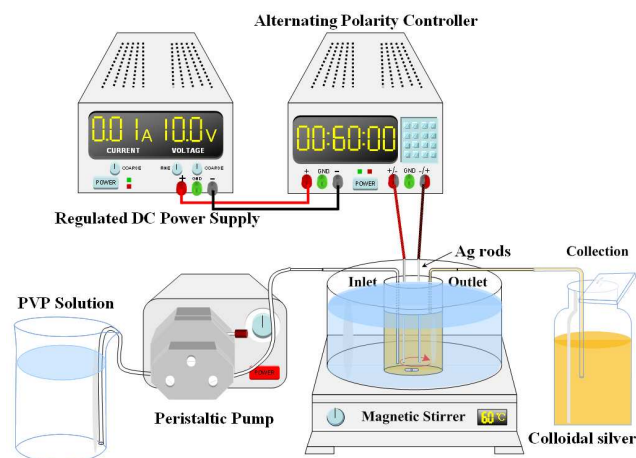 Alternating Polarity Controller
0.01A 10.0V
CURRENT VOLTAGE
COARSE FINE COARSE
POWER
+ GND −
00:60:00
+ GND − POWER +/- GND -/+
Regulated DC Power Supply
Ag rods
Collection
Inlet Outlet
PVP Solution
POWER
Peristaltic Pump
Magnetic Stirrer 60℃
Colloidal silver